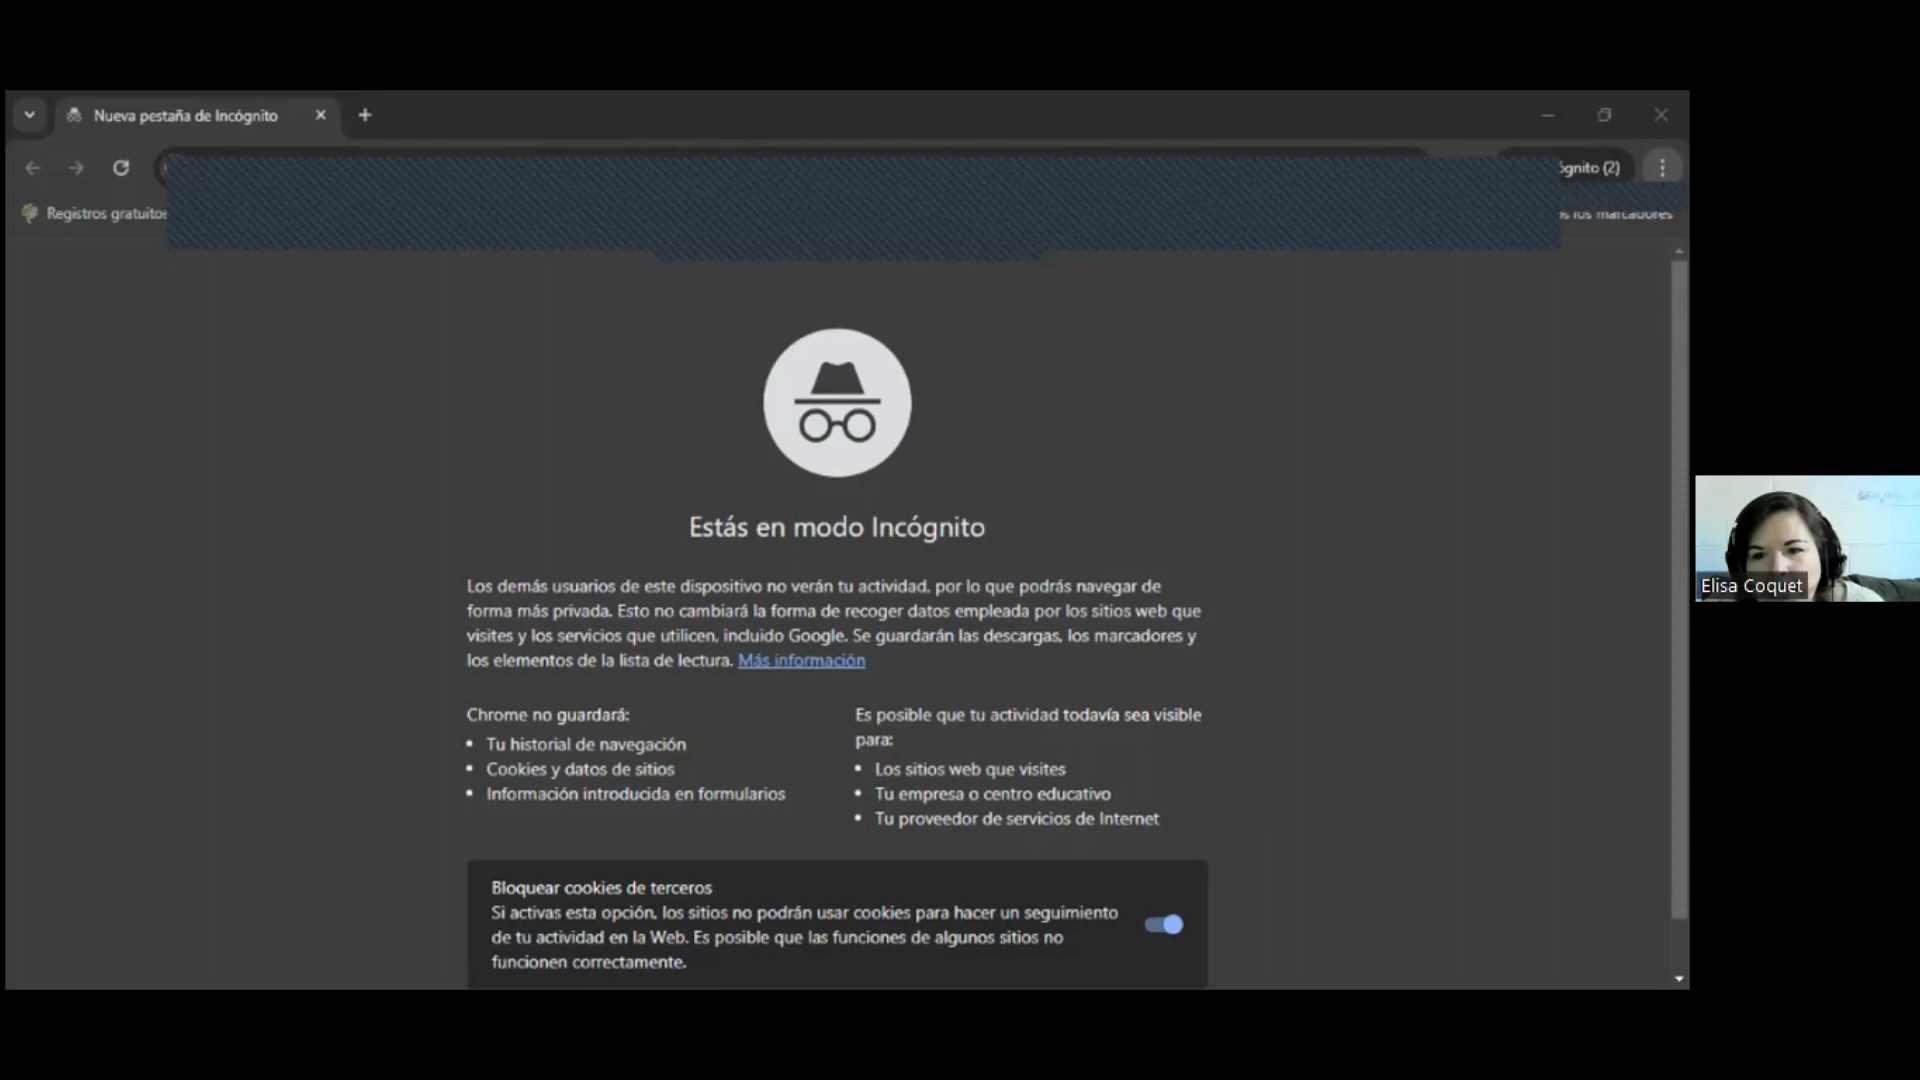 Nueva pestaña de Incógnito
Incógnito (2)
Registros gratuitos
los marcadores
Estás en modo Incógnito
Los demás usuarios de este dispositivo no verán tu actividad, por lo que podrás navegar de
forma más privada. Esto no cambiará la forma de recoger datos empleada por los sitios web que
visites y los servicios que utilicen, incluido Google. Se guardarán las descargas, los marcadores y
los elementos de la lista de lectura. Más información
Chrome no guardará:
• Tu historial de navegación
• Cookies y datos de sitios
• Información introducida en formularios
Es posible que tu actividad todavía sea visible
para:
• Los sitios web que visites
• Tu empresa o centro educativo
• Tu proveedor de servicios de Internet
Bloquear cookies de terceros
Si activas esta opción, los sitios no podrán usar cookies para hacer un seguimiento
de tu actividad en la Web. Es posible que las funciones de algunos sitios no
funcionen correctamente.
Elisa Coquet